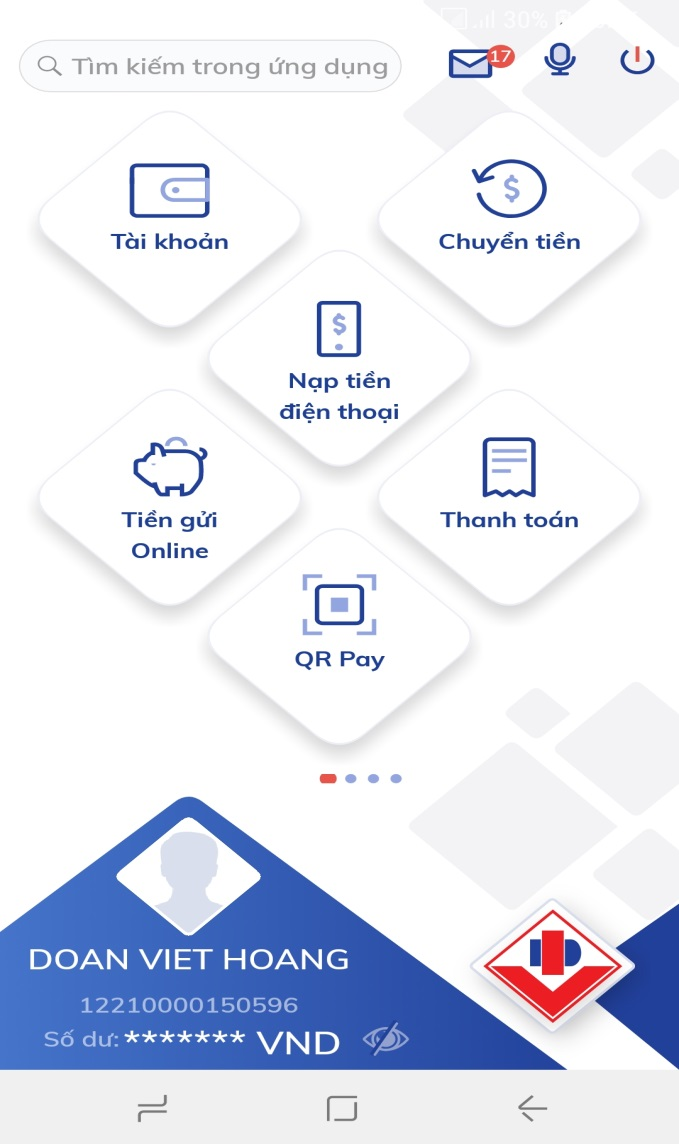 30%
Tìm kiếm trong ứng dụng
17
Tài khoản
Chuyển tiền
Nạp tiền
điện thoại
Tiền gửi
Online
Thanh toán
QR Pay
DOAN VIET HOANG
12210000150596
Số dư: ******* VND